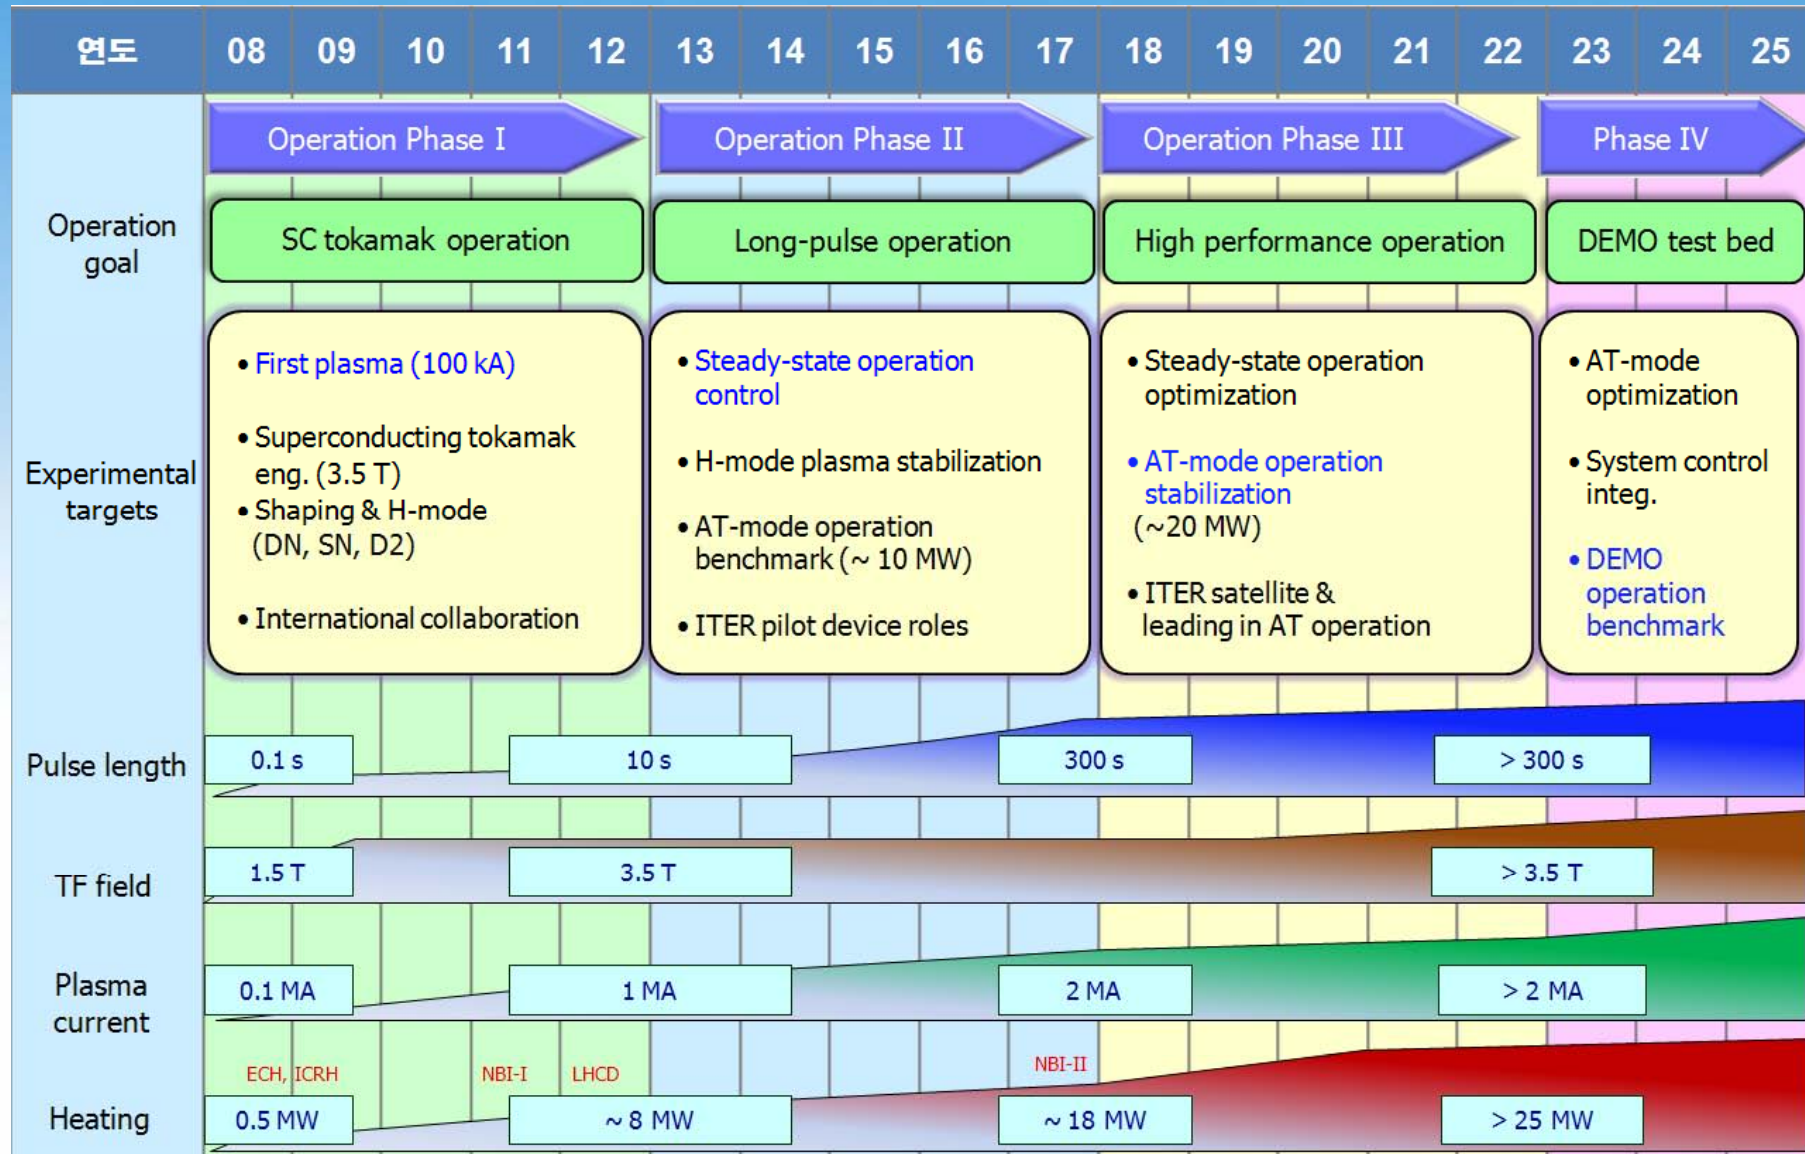 연도 08 09 10 11 12 13 14 15 16 17 18 19 20 21 22 23 24 25
Operation Phase I
Operation Phase II
Operation Phase III
Phase IV
Operation
goal
SC tokamak operation
Long-pulse operation
High performance operation
DEMO test bed
Experimental
targets
• First plasma (100 kA)
• Superconducting tokamak
eng. (3.5 T)
• Shaping & H-mode
(DN, SN, D2)
• International collaboration
• Steady-state operation
control
• H-mode plasma stabilization
• AT-mode operation
benchmark (~ 10 MW)
• ITER pilot device roles
• Steady-state operation
optimization
• AT-mode operation
stabilization
(~20 MW)
• ITER satellite &
leading in AT operation
• AT-mode
optimization
• System control
integ.
• DEMO
operation
benchmark
Pulse length
0.1 s
10 s
300 s
> 300 s
TF field
1.5 T
3.5 T
> 3.5 T
Plasma
current
0.1 MA
1 MA
2 MA
> 2 MA
ECH, ICRH
NBI-I
LHCD
NBI-II
Heating
0.5 MW
~ 8 MW
~ 18 MW
> 25 MW